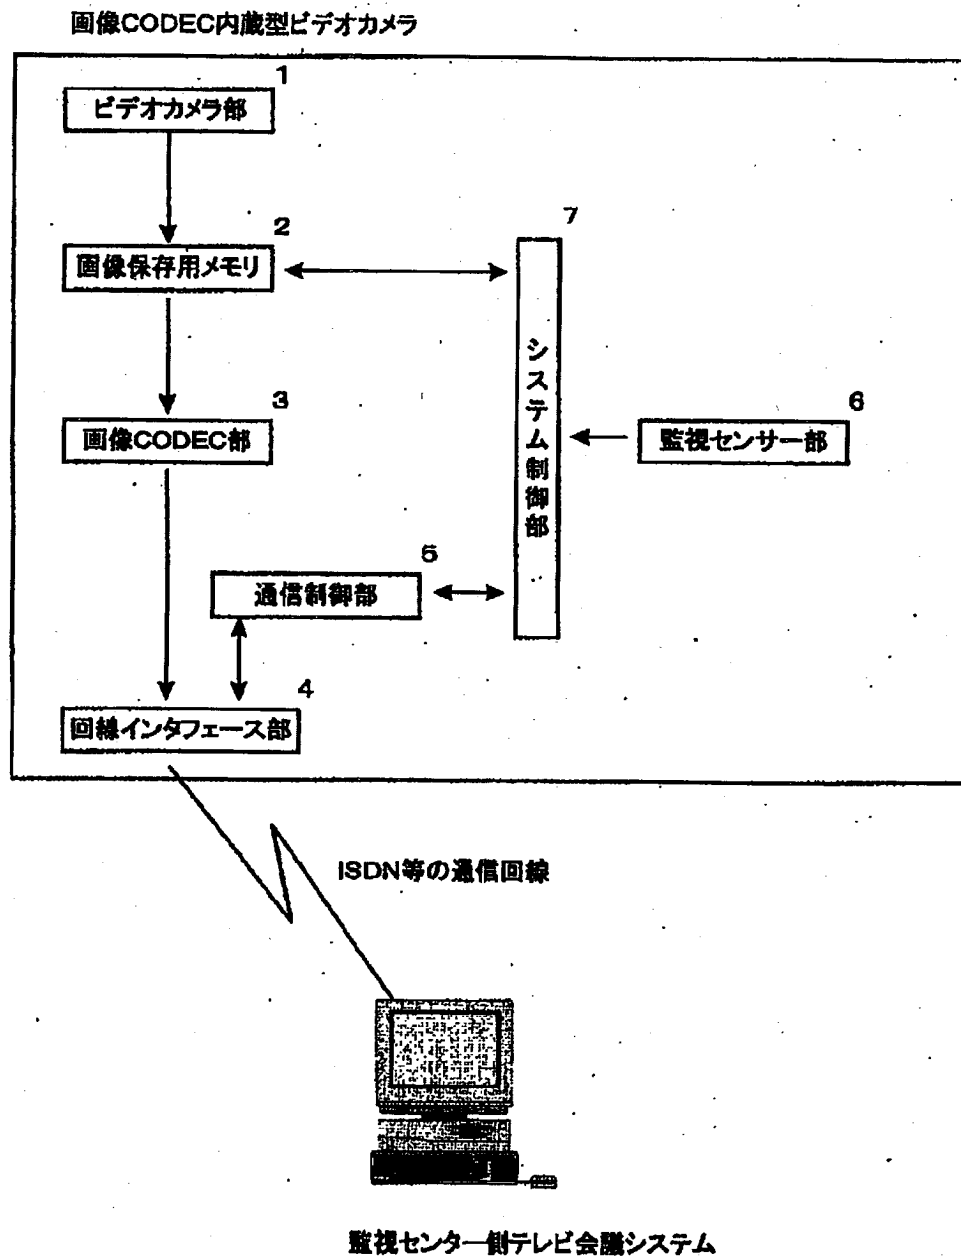 画像CODEC内蔵型ビデオカメラ
1
ビデオカメラ部
2
画像保存用メモリ
7
システム制御部
3
画像CODEC部
6
監視センサー部
5
通信制御部
4
回線インタフェース部
ISDN等の通信回線
監視センター側テレビ会議システム